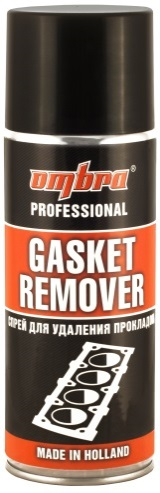 ombra
PROFESSIONAL
GASKET
REMOVER
СПРЕЙ ДЛЯ УДАЛЕНИЯ ПРОКЛАДОК
MADE IN HOLLAND